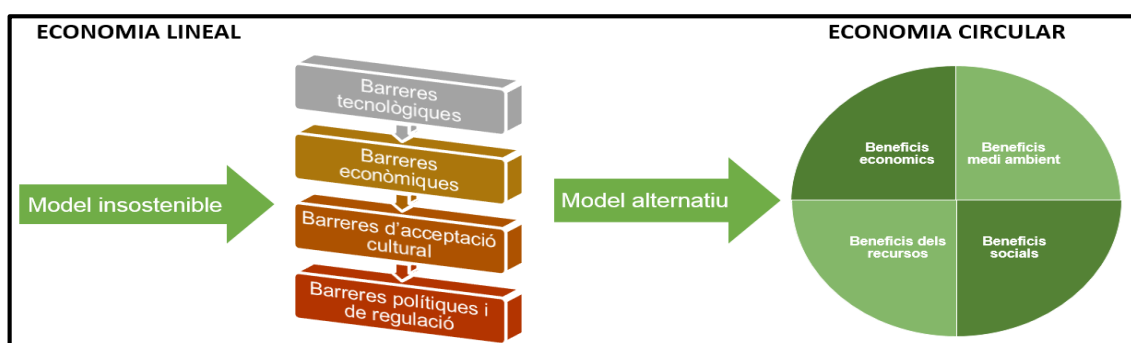 ECONOMIA LINEAL
ECONOMIA CIRCULAR
Model insostenible
Barreres
tecnològiques
Barreres
econòmiques
Barreres d'acceptació
cultural
Barreres polítiques i
de regulació
Model alternatiu
Beneficis
economics
Beneficis
medi ambient
Beneficis dels
recursos
Beneficis
socials